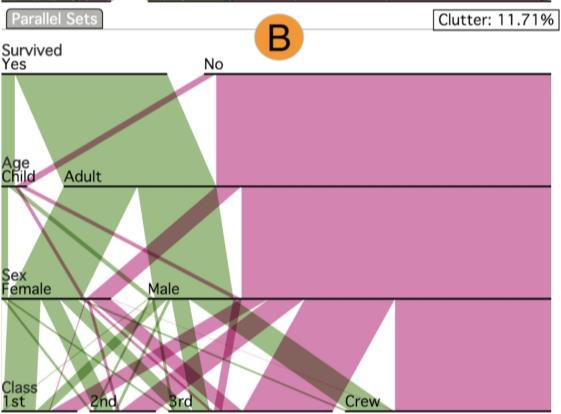 Parallel Sets
B
Clutter: 11.71%
Survived
Yes No
Age
Child Adult
Sex
Female Male
Class
1st 2nd 3rd Crew